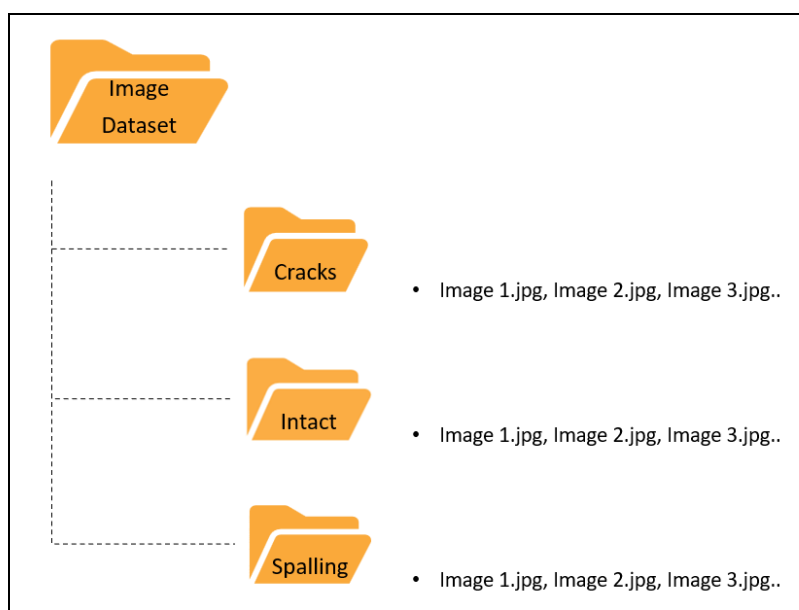 Image
Dataset
Cracks
• Image 1.jpg, Image 2.jpg, Image 3.jpg..
Intact
• Image 1.jpg, Image 2.jpg, Image 3.jpg..
Spalling
• Image 1.jpg, Image 2.jpg, Image 3.jpg..